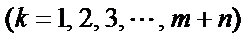 (k = 1, 2, 3, ⋯, m + n)